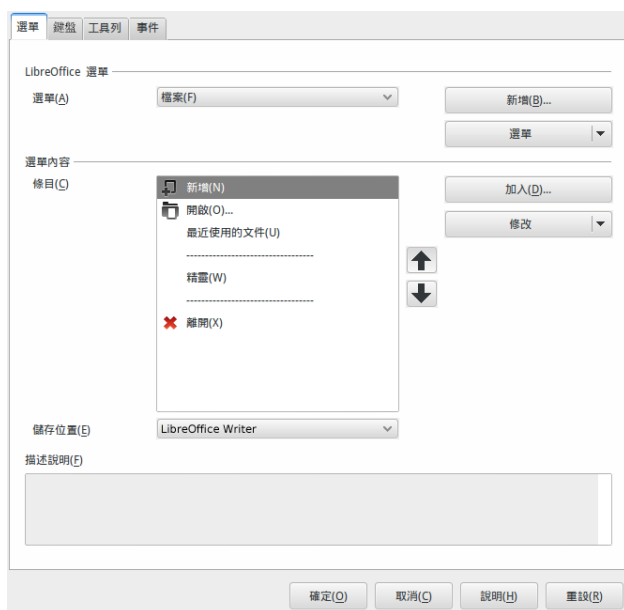 選單 鍵盤 工具列 事件
LibreOffice 選單
選單(A) 檔案(F) 新增(B)...
選單
選單內容
條目(C) 新增(N) 加入(D)...
開啟(O)... 修改
最近使用的文件(U)
----------------------------------
精靈(W)
----------------------------------
離開(X)
儲存位置(E) LibreOffice Writer
描述說明(F)
確定(O) 取消(C) 說明(H) 重設(R)